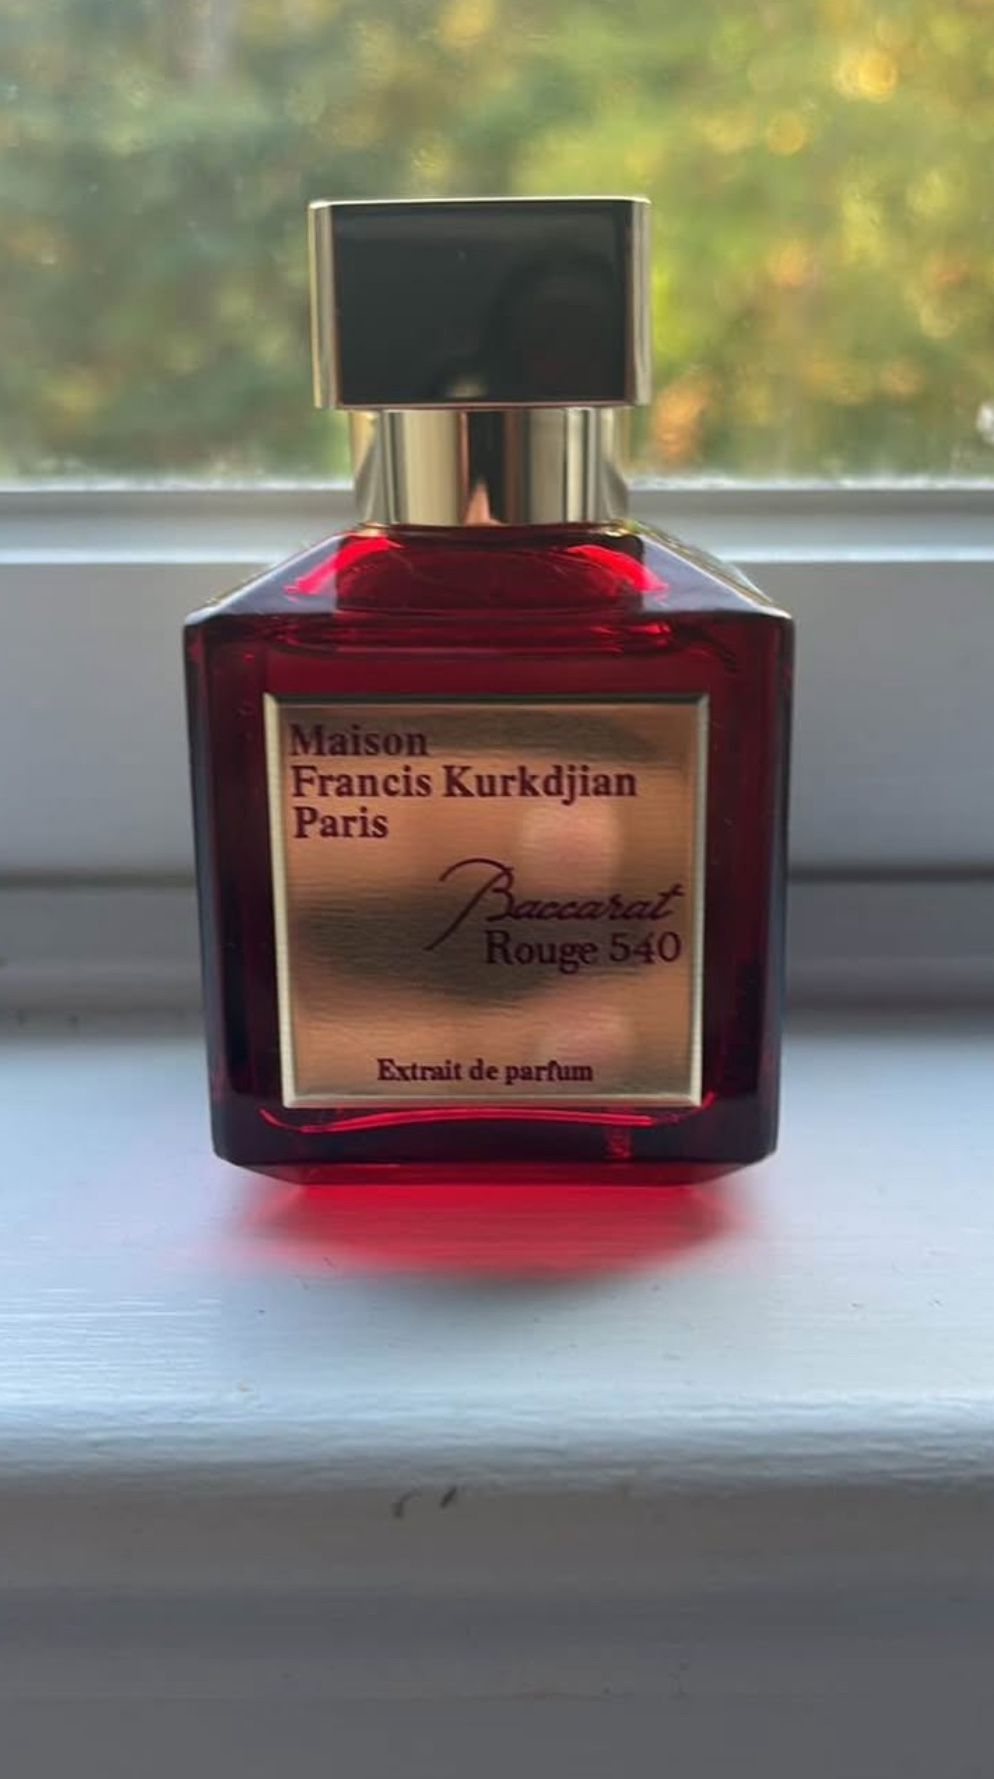 Maison
Francis Kurkdjian
Paris
Baccarat
Rouge 540
Extrait de parfum